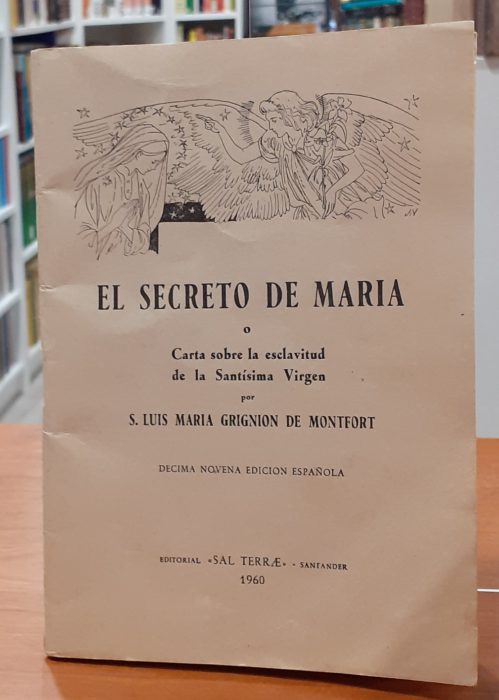 EL SECRETO DE MARIA
o
Carta sobre la esclavitud
de la Santísima Virgen
por
S. LUIS MARIA GRIGNION DE MONTFORT
DECIMA NOVENA EDICION ESPAÑOLA
EDITORIAL «SAL TERRÆ» - SANTANDER
1960